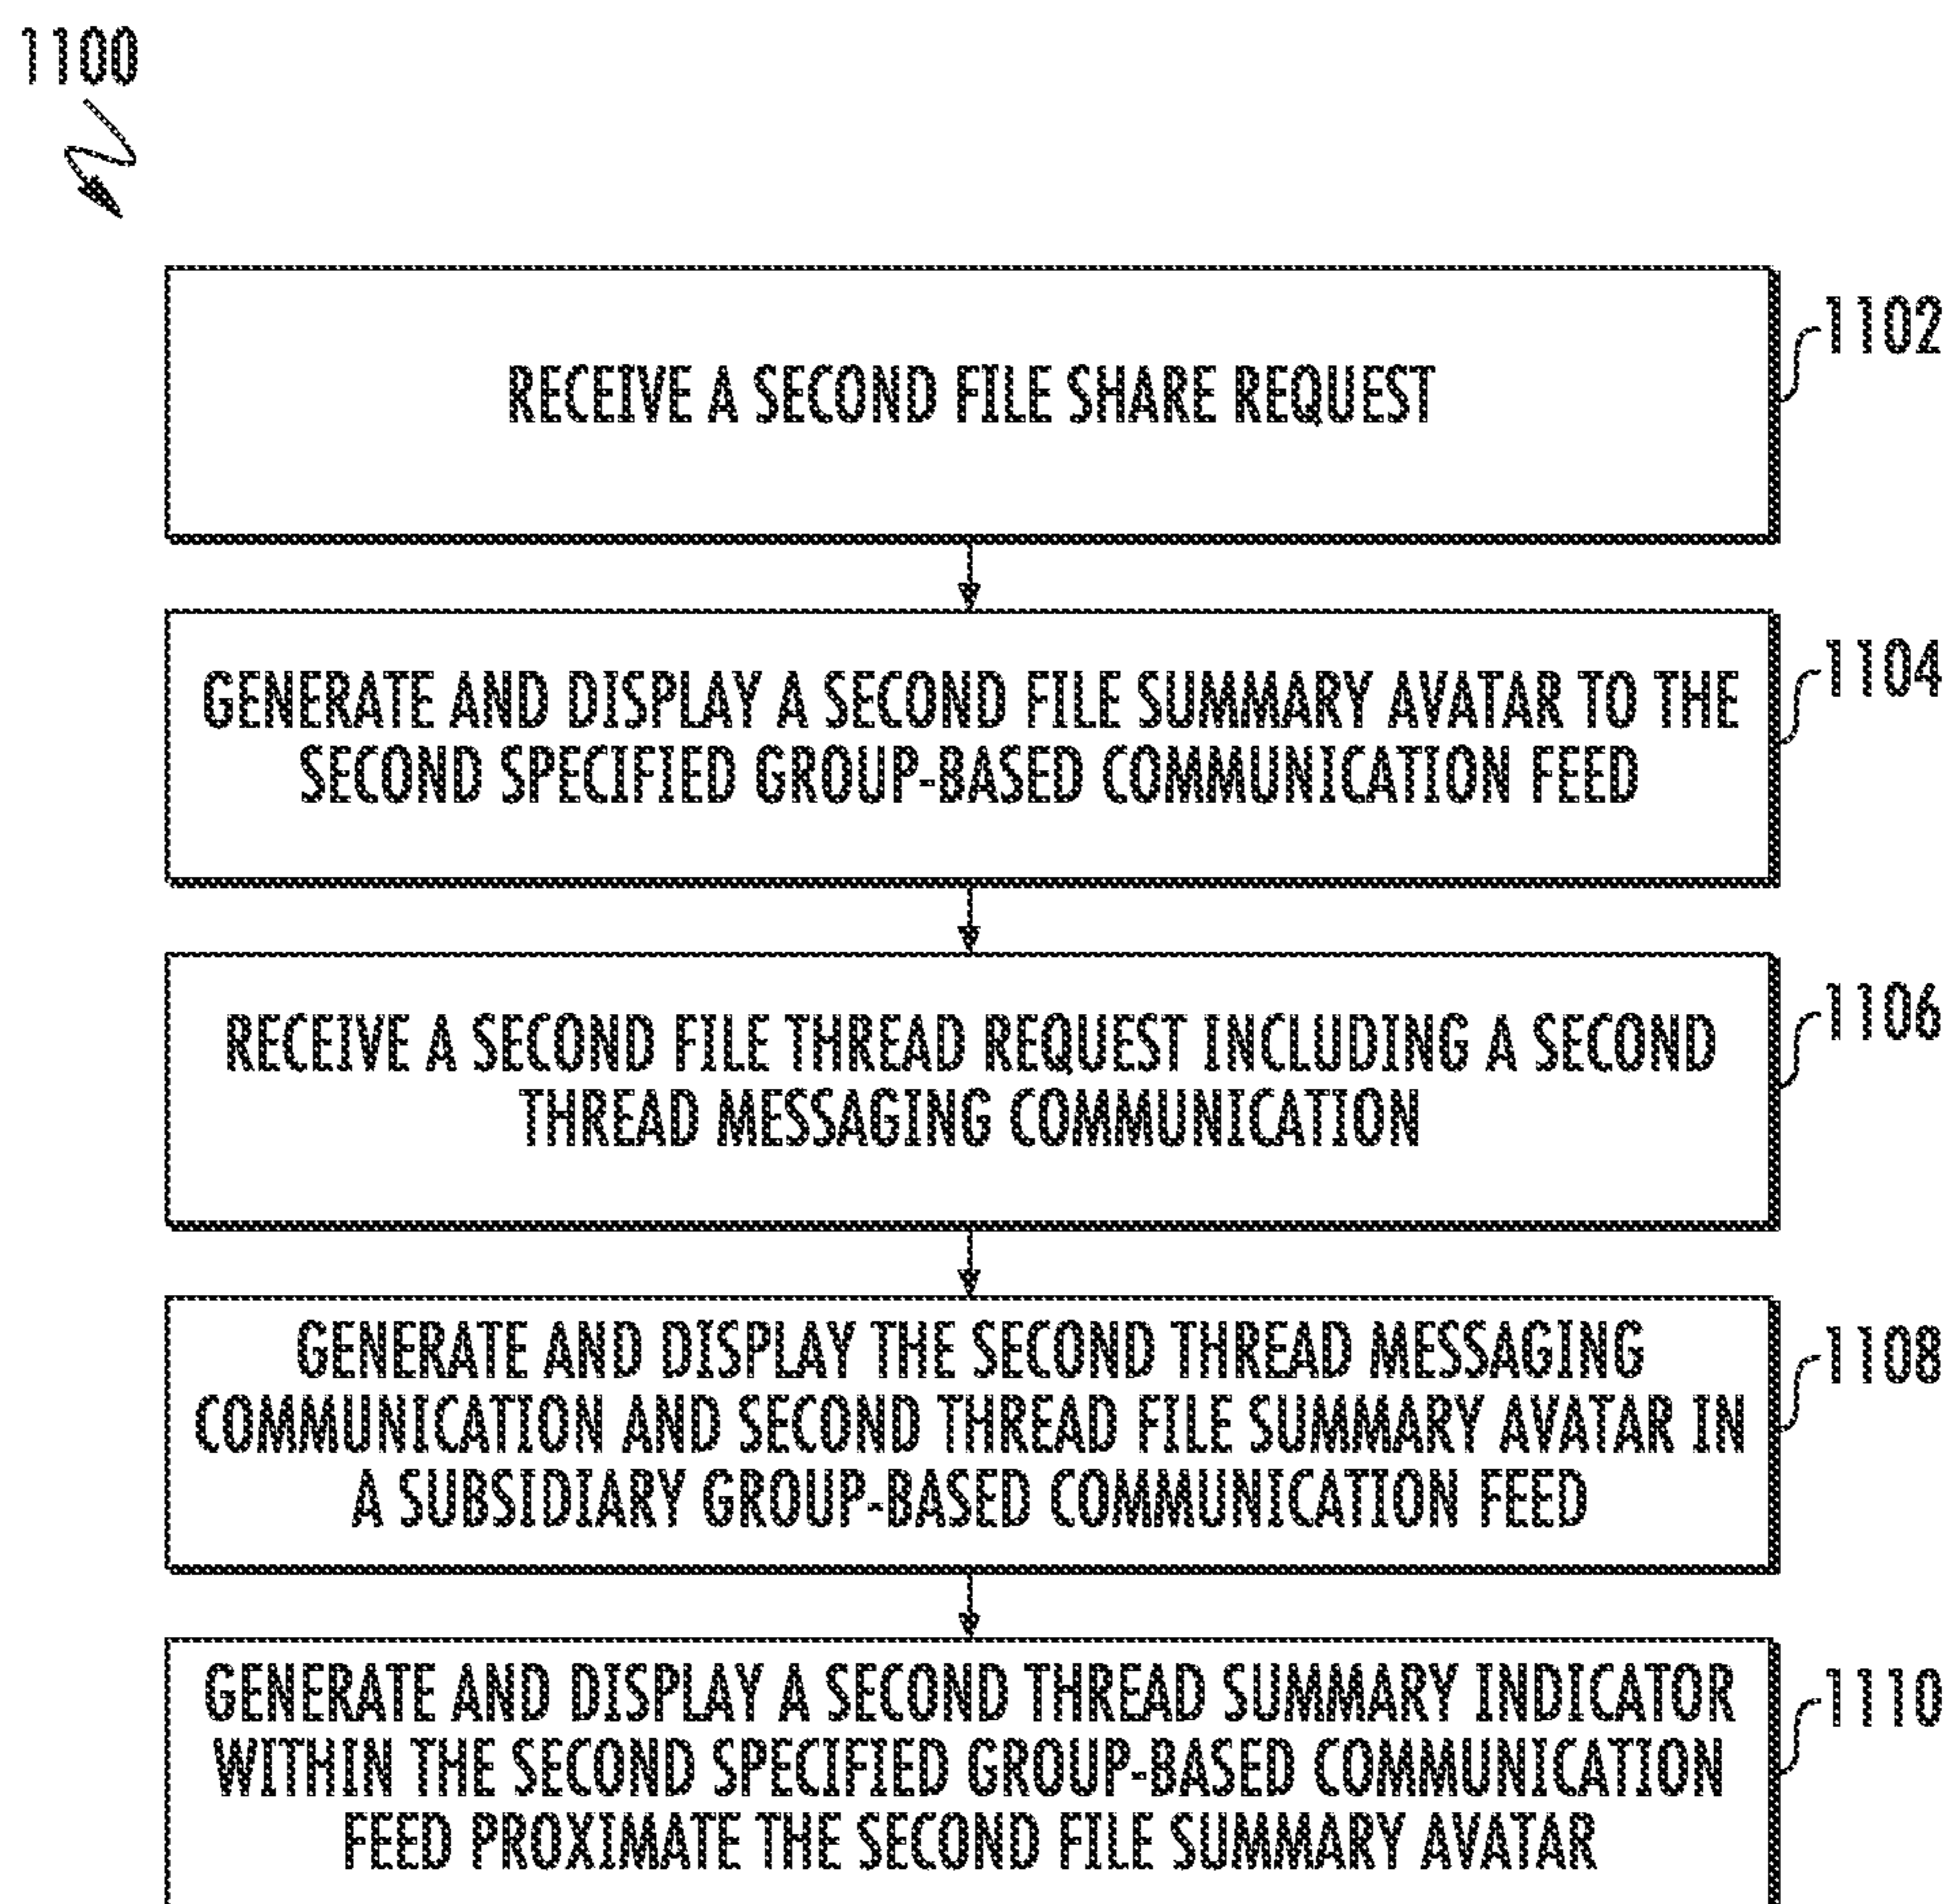 1100
RECEIVE A SECOND FILE SHARE REQUEST
1102
GENERATE AND DISPLAY A SECOND FILE SUMMARY AVATAR TO THE
SECOND SPECIFIED GROUP-BASED COMMUNICATION FEED
1104
RECEIVE A SECOND FILE THREAD REQUEST INCLUDING A SECOND
THREAD MESSAGING COMMUNICATION
1106
GENERATE AND DISPLAY THE SECOND THREAD MESSAGING
COMMUNICATION AND SECOND THREAD FILE SUMMARY AVATAR IN
A SUBSIDIARY GROUP-BASED COMMUNICATION FEED
1108
GENERATE AND DISPLAY A SECOND THREAD SUMMARY INDICATOR
WITHIN THE SECOND SPECIFIED GROUP-BASED COMMUNICATION
FEED PROXIMATE THE SECOND FILE SUMMARY AVATAR
1110